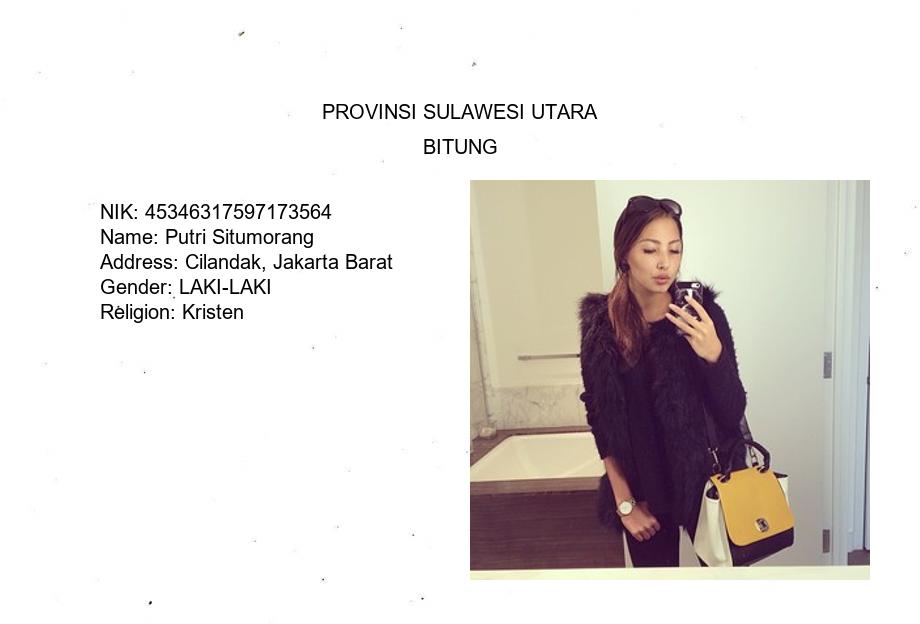 PROVINSI SULAWESI UTARA
BITUNG
NIK: 45346317597173564
Name: Putri Situmorang
Address: Cilandak, Jakarta Barat
Gender: LAKI-LAKI
Religion: Kristen